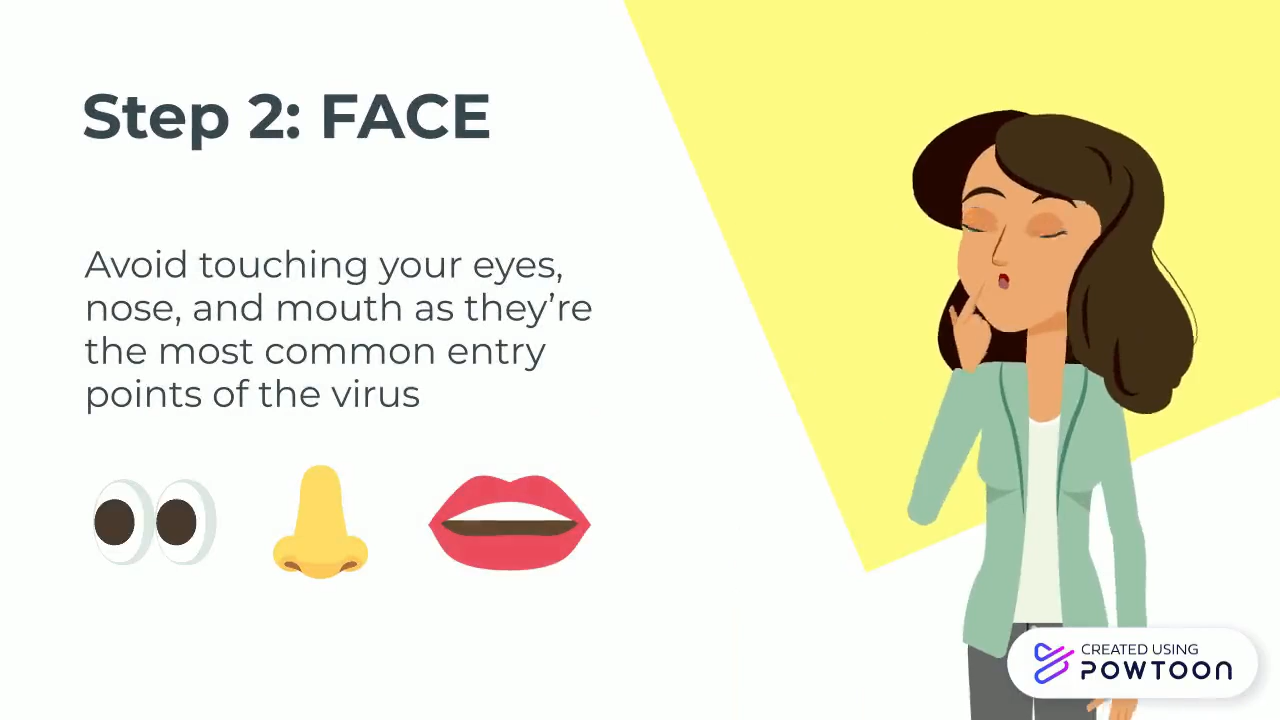 Step 2: FACE
Avoid touching your eyes,
nose, and mouth as they’re
the most common entry
points of the virus
CREATED USING
POWTOON